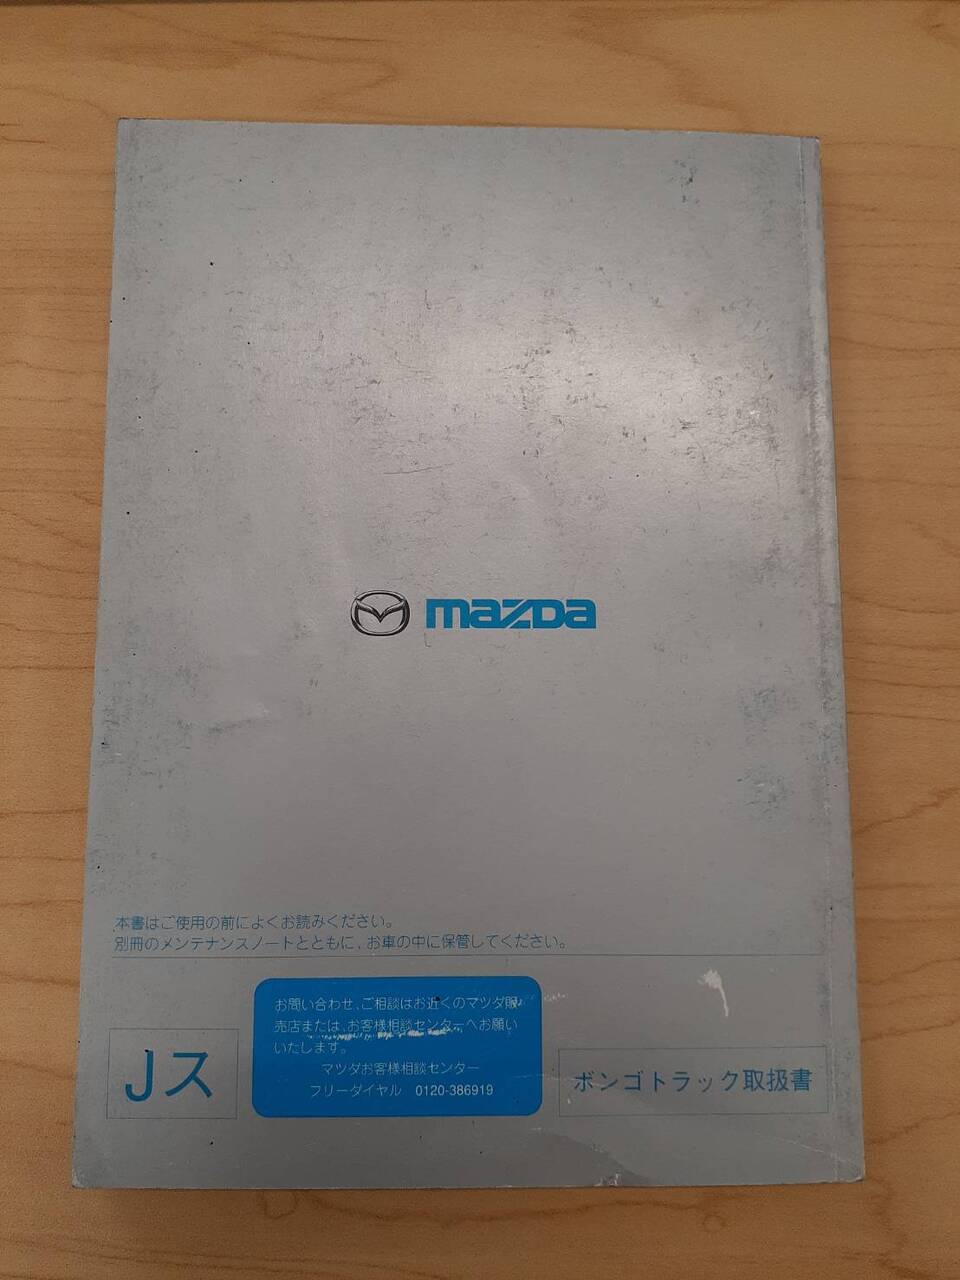 mazda
本書はご使用の前によくお読みください。
別冊のメンテナンスノートとともに、お車の中に保管してください。
お問い合わせ、ご相談はお近くのマツダ販
売店または、お客様相談センターへお願い
いたします。
マツダお客様相談センター
フリーダイヤル 0120-386919
Jス
ボンゴトラック取扱書